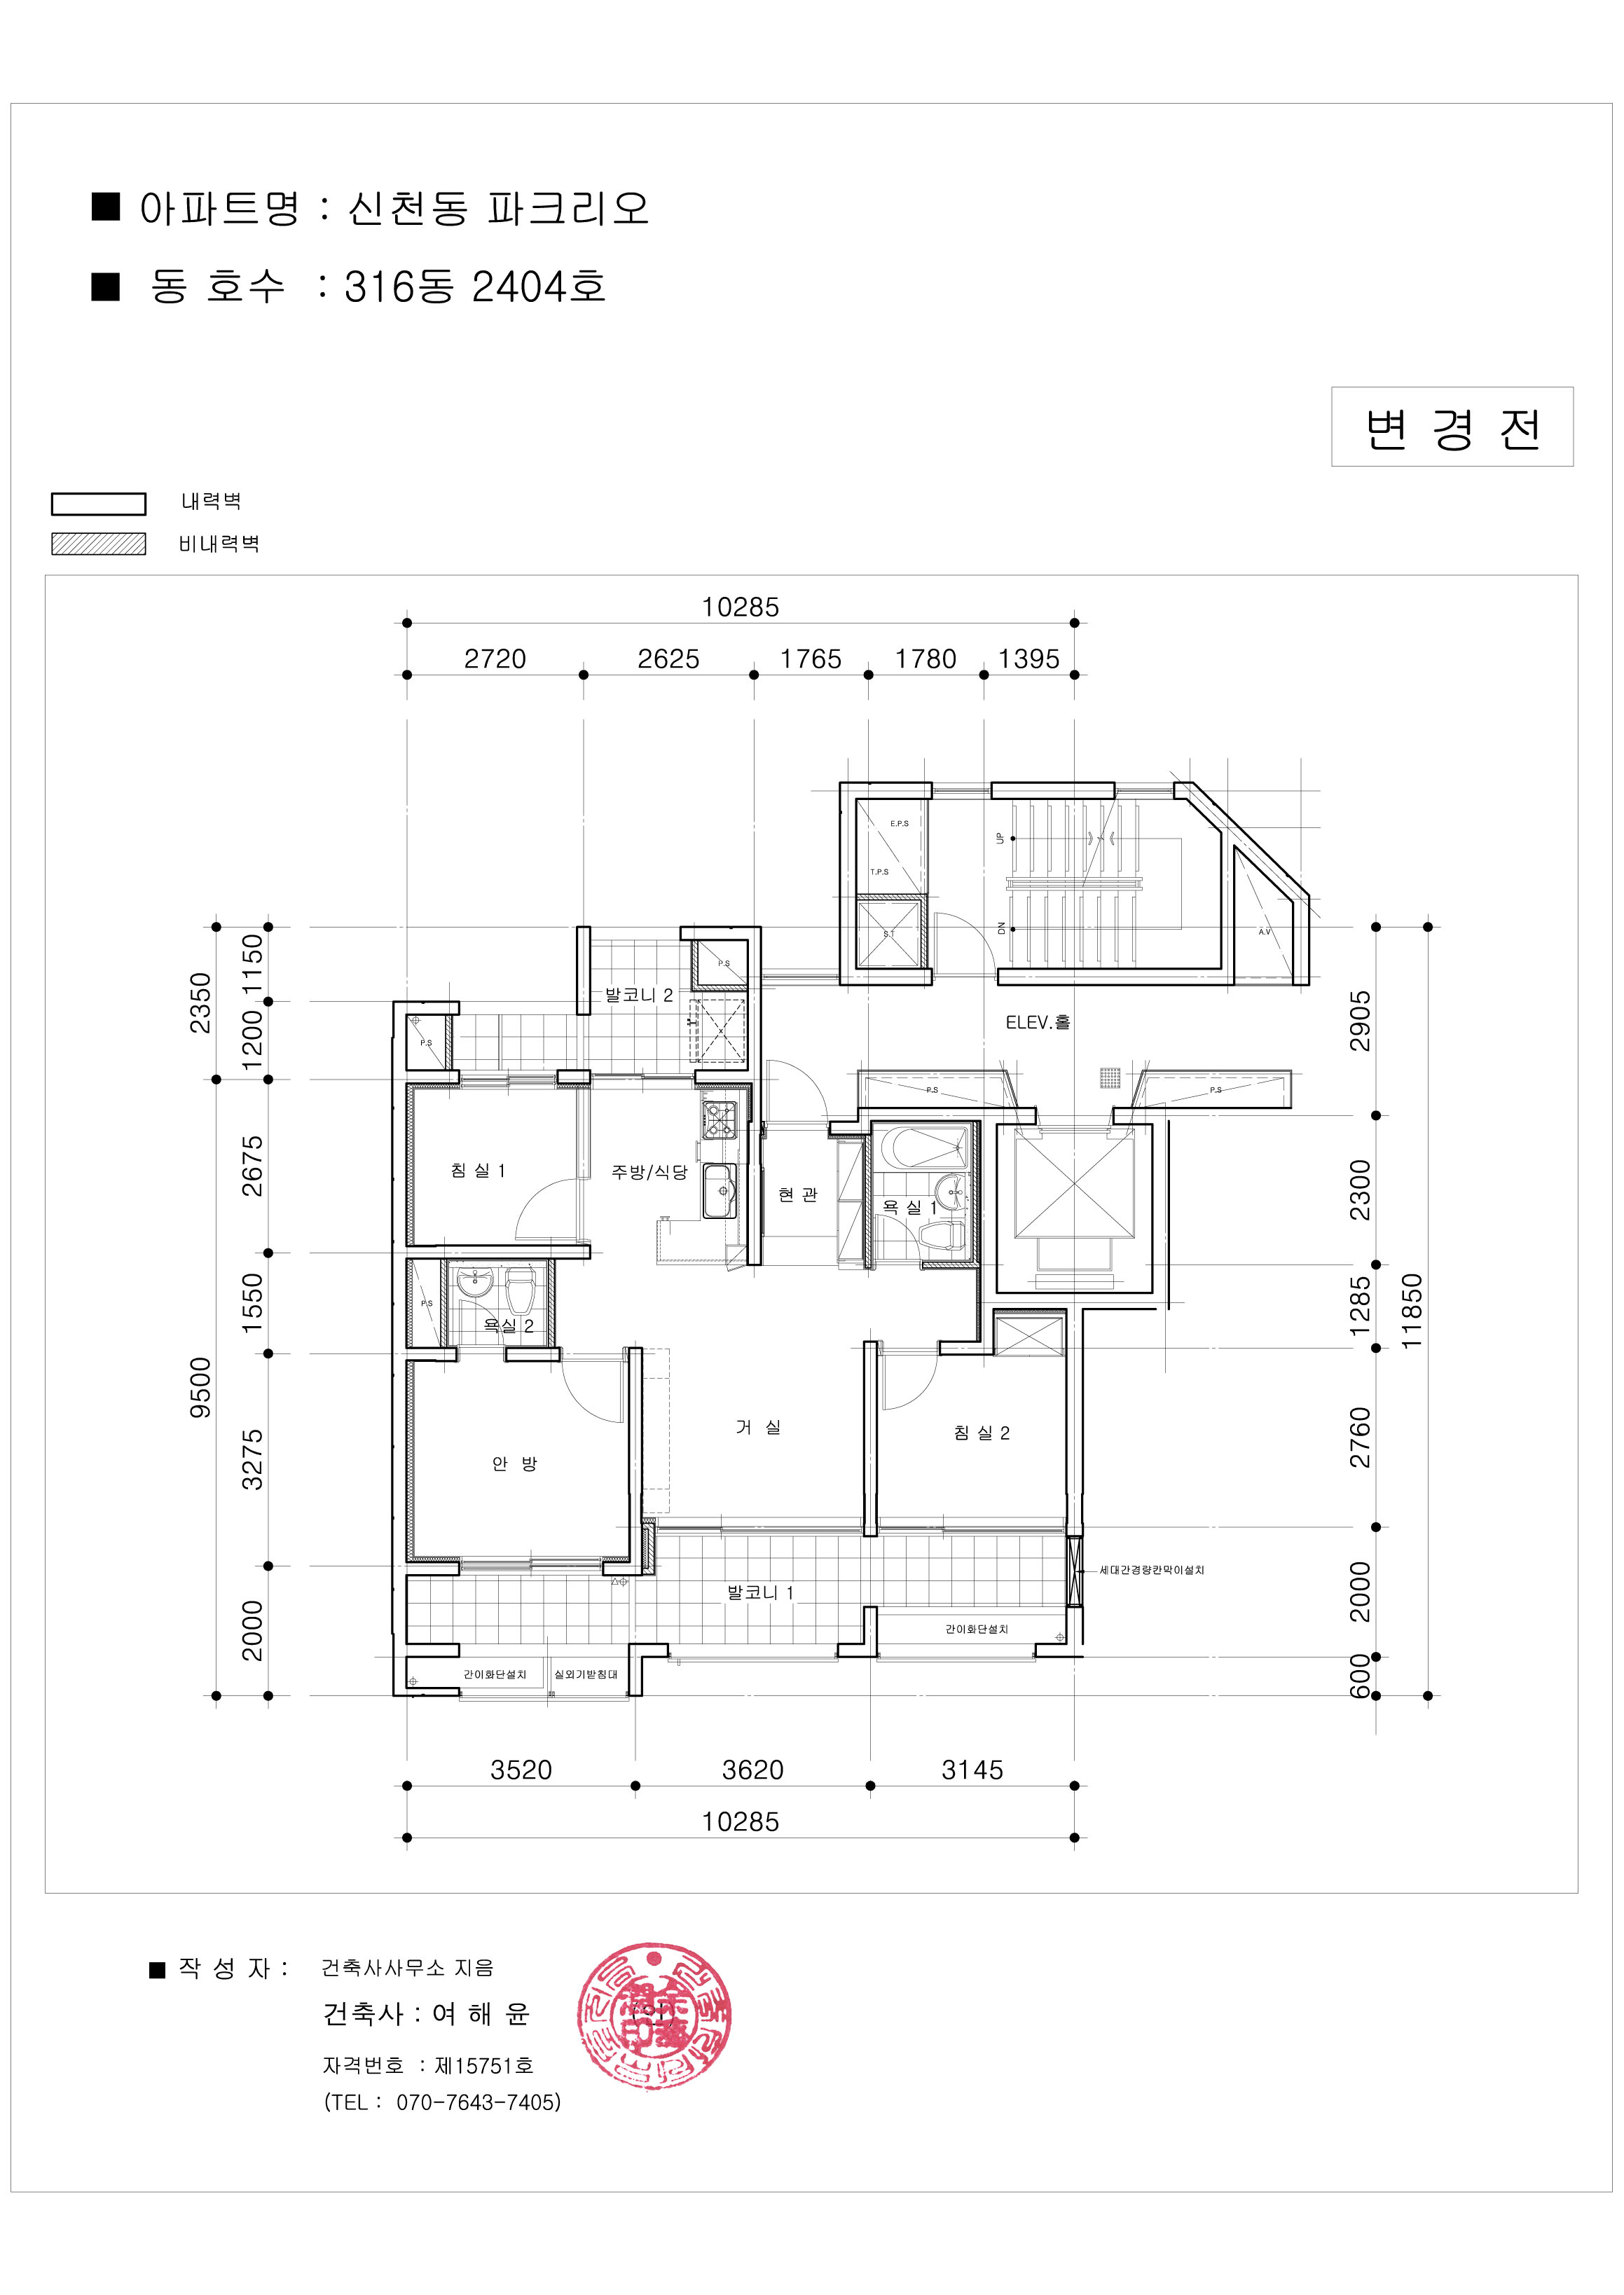 ■ 아파트명 : 신천동 파크리오
■ 동 호수 : 316동 2404호
변 경 전
내력벽
비내력벽
10285
2720 2625 1765 1780 1395
E.P.S
T.P.S
UP
S.T
DN
A.V
P.S
발코니 2
ELEV.홀
P.S
P.S
P.S
침 실 1
주방/식당
현 관
욕 실 1
P.S
욕실 2
거 실
침 실 2
안 방
세대간경량칸막이설치
발코니 1
간이화단설치
간이화단설치
실외기받침대
2350
9500
1150
1200
2675
1550
3275
2000
2905
2300
1285
2760
2000
600
11850
3520 3620 3145
10285
■ 작 성 자 : 건축사사무소 지음
건축사 : 여 해 윤 (인)
자격번호 : 제15751호
(TEL : 070-7643-7405)